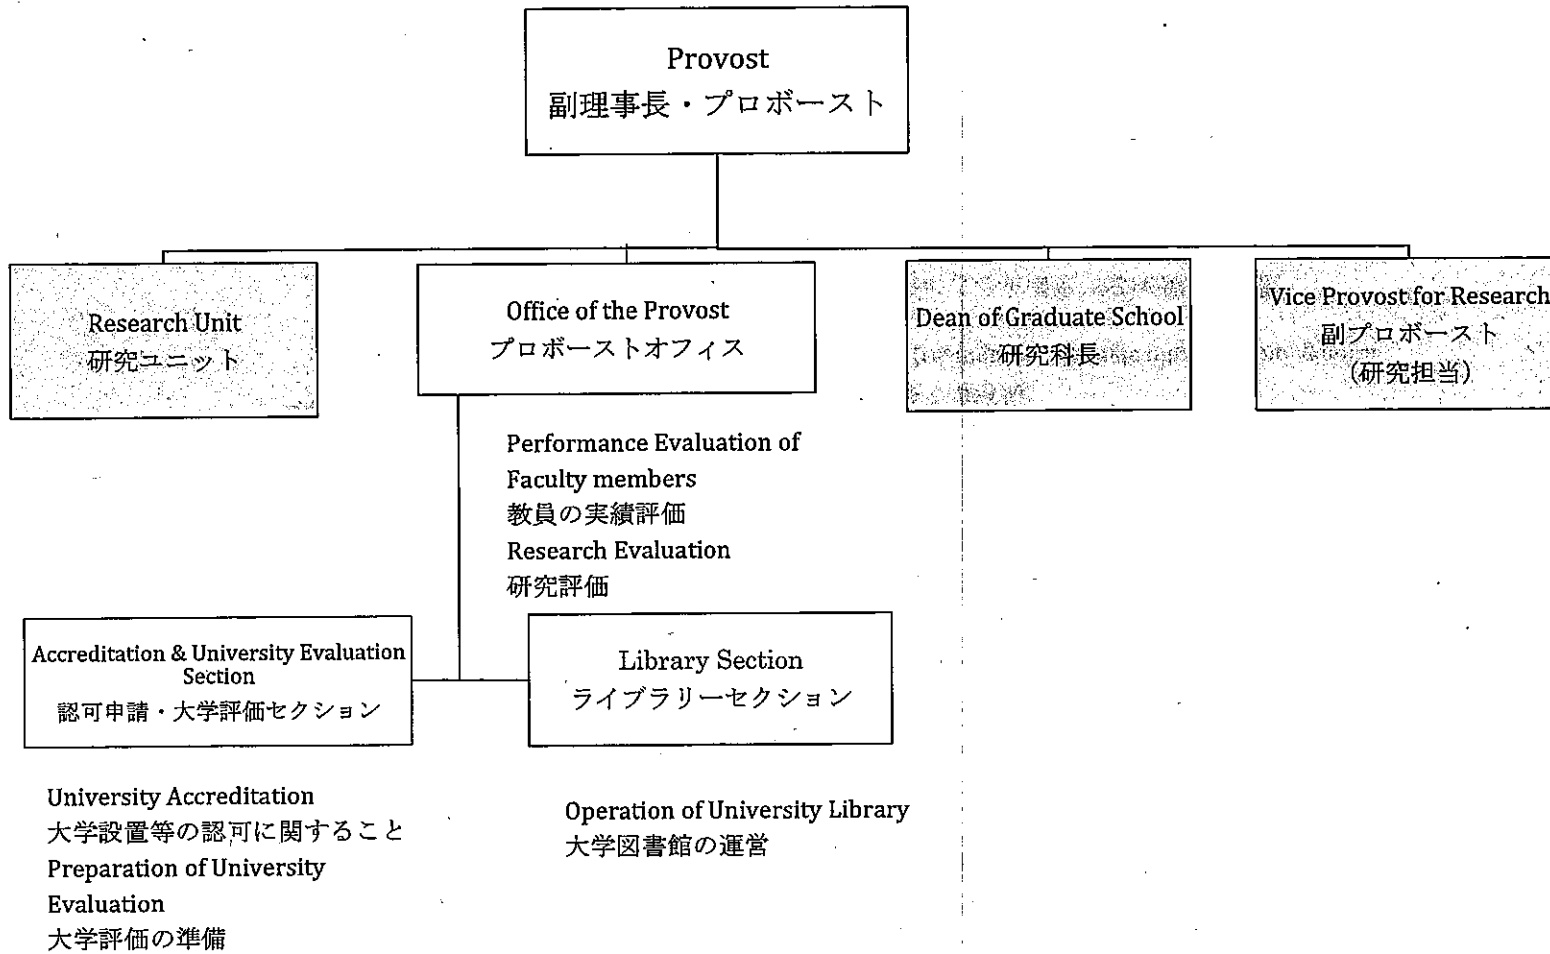 Provost
副理事長・プロボースト
Research Unit
研究ユニット
Office of the Provost
プロボーストオフィス
Dean of Graduate School
研究科長
Vice Provost for Research
副プロボースト
(研究担当)
Performance Evaluation of
Faculty members
教員の実績評価
Research Evaluation
研究評価
Accreditation & University Evaluation
Section
認可申請・大学評価セクション
Library Section
ライブラリーセクション
University Accreditation
大学設置等の認可に関すること
Preparation of University
Evaluation
大学評価の準備
Operation of University Library
大学図書館の運営